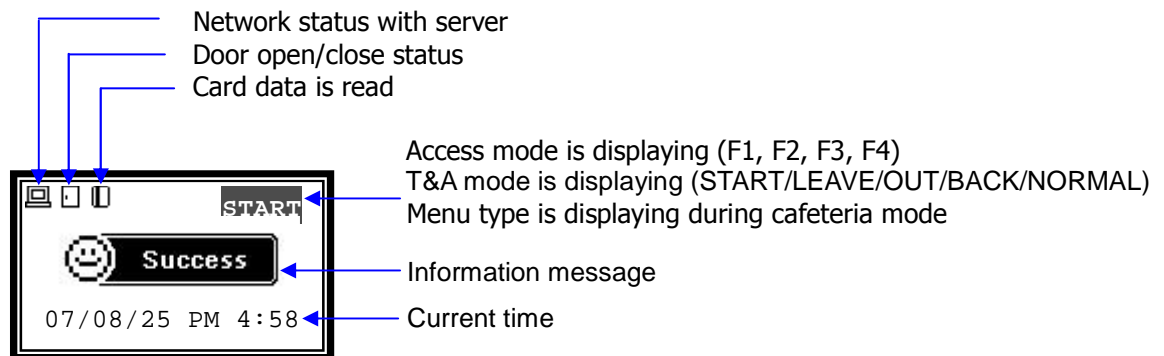 Network status with server
Door open/close status
Card data is read
Access mode is displaying (F1, F2, F3, F4)
T&A mode is displaying (START/LEAVE/OUT/BACK/NORMAL)
Menu type is displaying during cafeteria mode
START
Success
Information message
07/08/25 PM 4:58
Current time